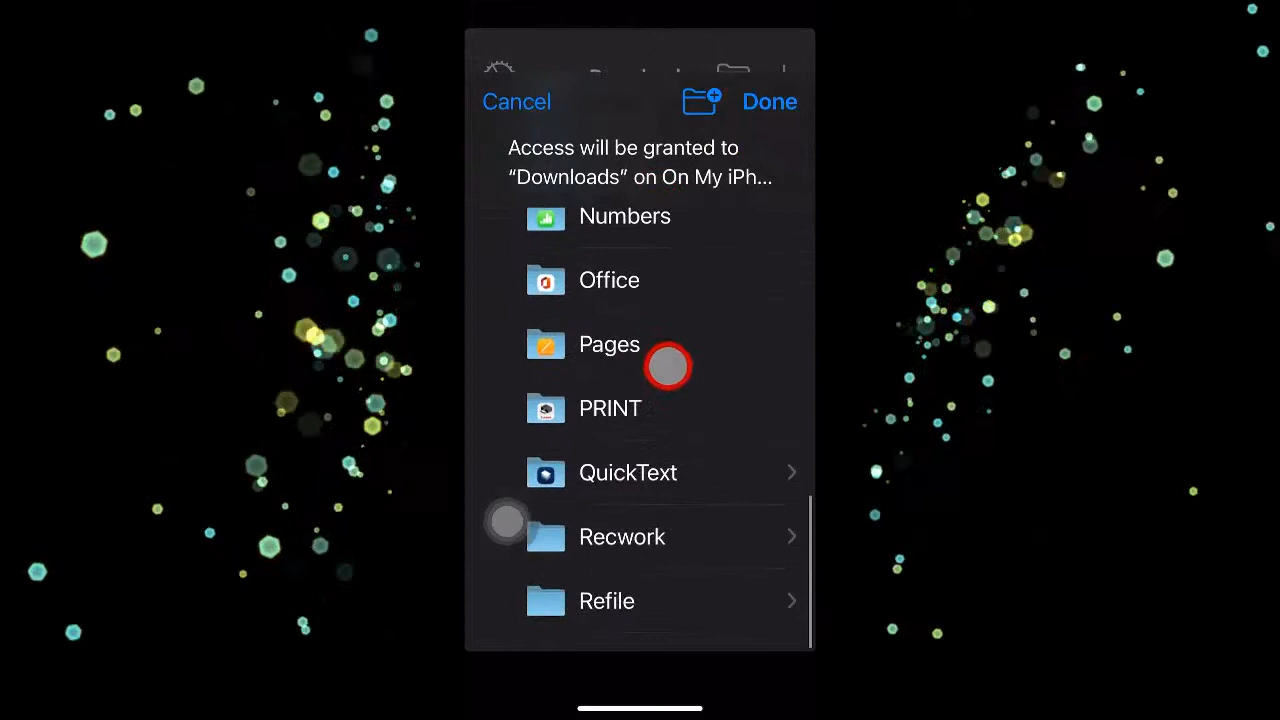 Cancel
Done
Access will be granted to
“Downloads” on On My iPh...
Numbers
Office
Pages
PRINT
QuickText
Recwork
Refile